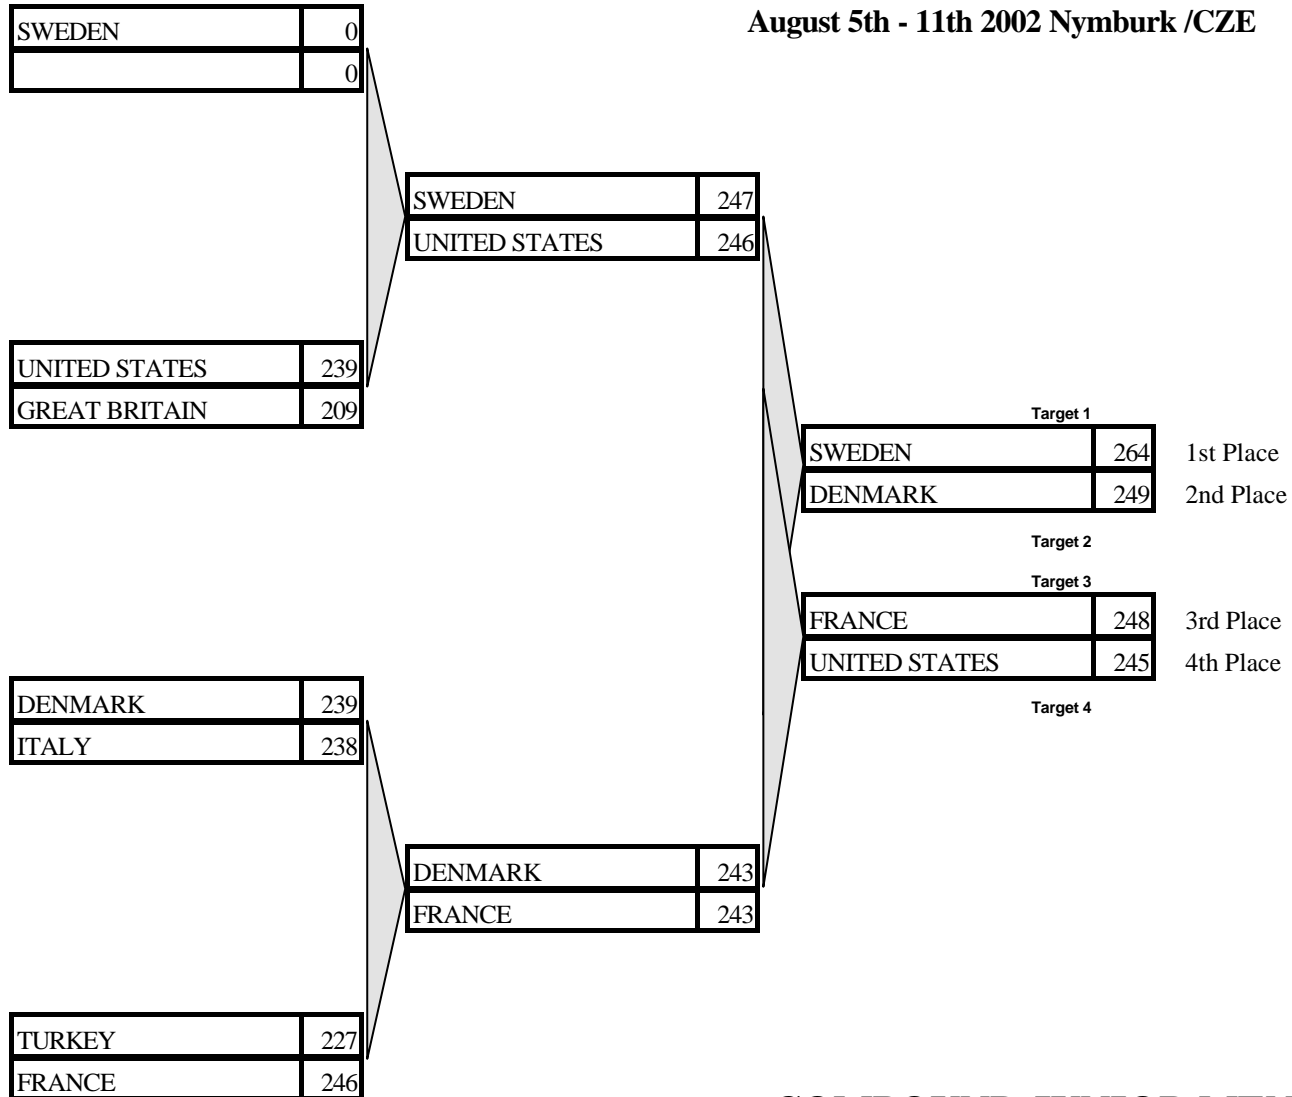 August 5th - 11th 2002 Nymburk /CZE
SWEDEN 0
0
SWEDEN 247
UNITED STATES 246
UNITED STATES 239
GREAT BRITAIN 209
Target 1
SWEDEN 264 1st Place
DENMARK 249 2nd Place
Target 2
Target 3
FRANCE 248 3rd Place
UNITED STATES 245 4th Place
Target 4
DENMARK 239
ITALY 238
DENMARK 243
FRANCE 243
TURKEY 227
FRANCE 246